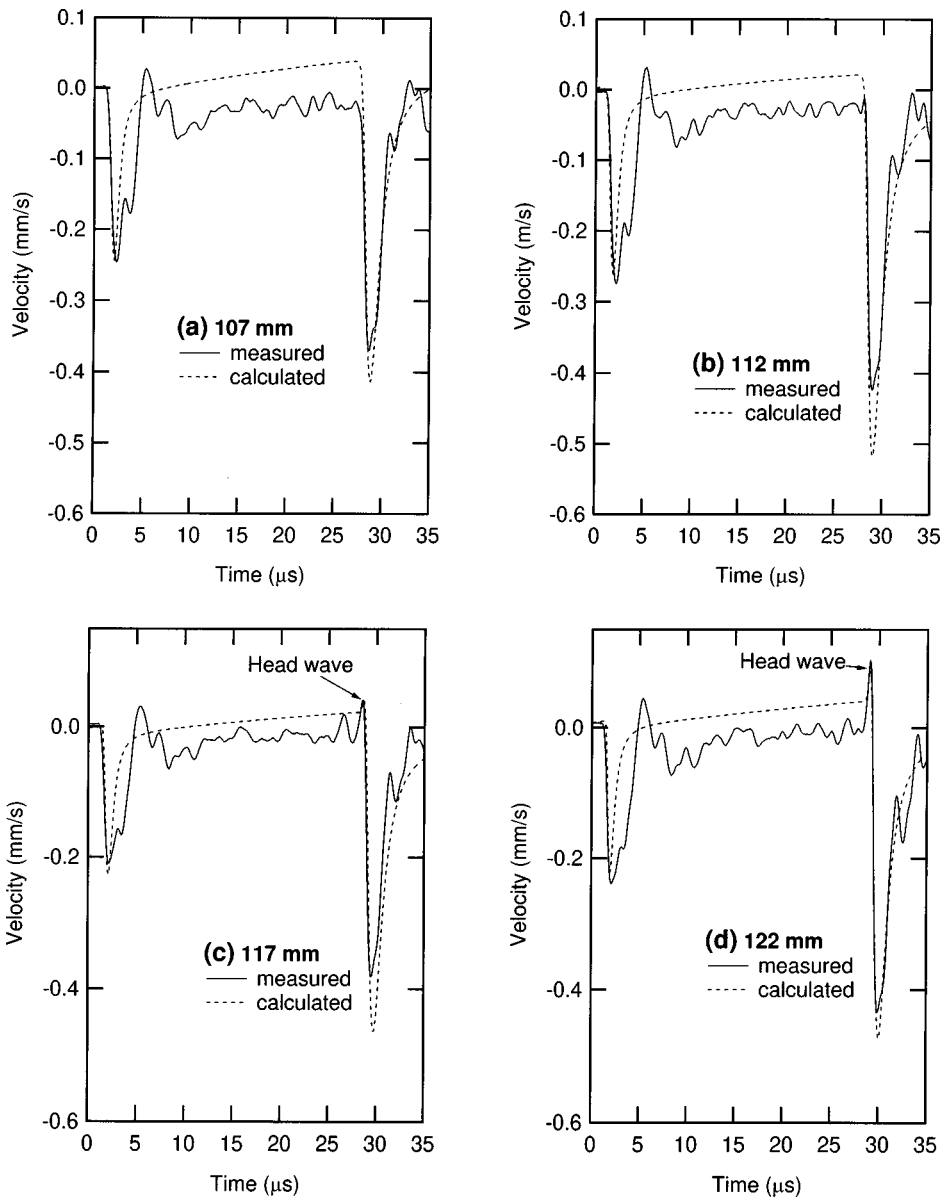 0.1
0.0
-0.1
-0.2
-0.3
-0.4
-0.5
-0.6
Velocity (mm/s)
(a) 107 mm
measured
calculated
0 5 10 15 20 25 30 35
Time (μs)
0.1
0.0
-0.1
-0.2
-0.3
-0.4
-0.5
-0.6
Velocity (m/s)
(b) 112 mm
measured
calculated
0 5 10 15 20 25 30 35
Time (μs)
Head wave
0.0
-0.2
-0.4
-0.6
Velocity (mm/s)
(c) 117 mm
measured
calculated
0 5 10 15 20 25 30 35
Time (μs)
Head wave
0.0
-0.2
-0.4
-0.6
Velocity (mm/s)
(d) 122 mm
measured
calculated
0 5 10 15 20 25 30 35
Time (μs)